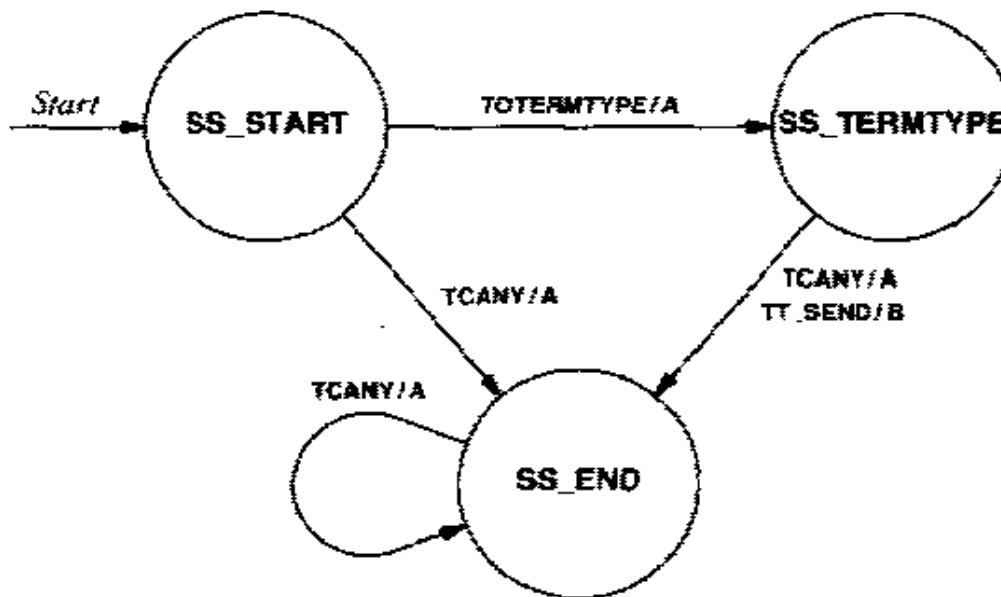 Start
SS_START
TOTERMTYPE/A
SS_TERMTYPE
TCANY/A
TCANY/A
TT_SEND/B
TCANY/A
SS_END